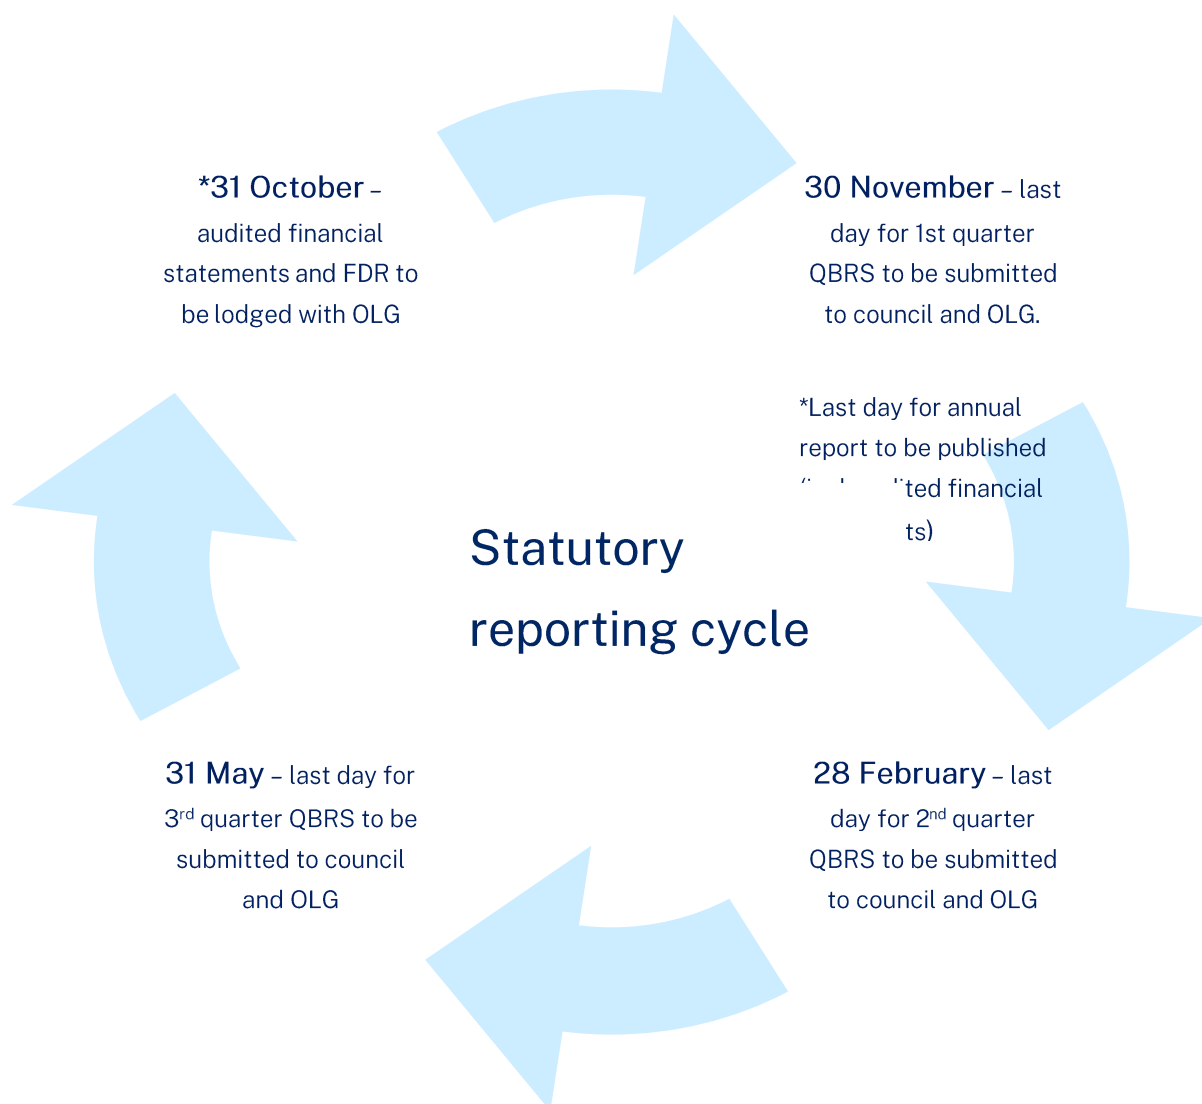 *31 October –
audited financial
statements and FDR to
be lodged with OLG
30 November – last
day for 1st quarter
QBRS to be submitted
to council and OLG.
*Last day for annual
report to be published
ted financial
ts)
Statutory
reporting cycle
31 May – last day for
3rd quarter QBRS to be
submitted to council
and OLG
28 February – last
day for 2nd quarter
QBRS to be submitted
to council and OLG